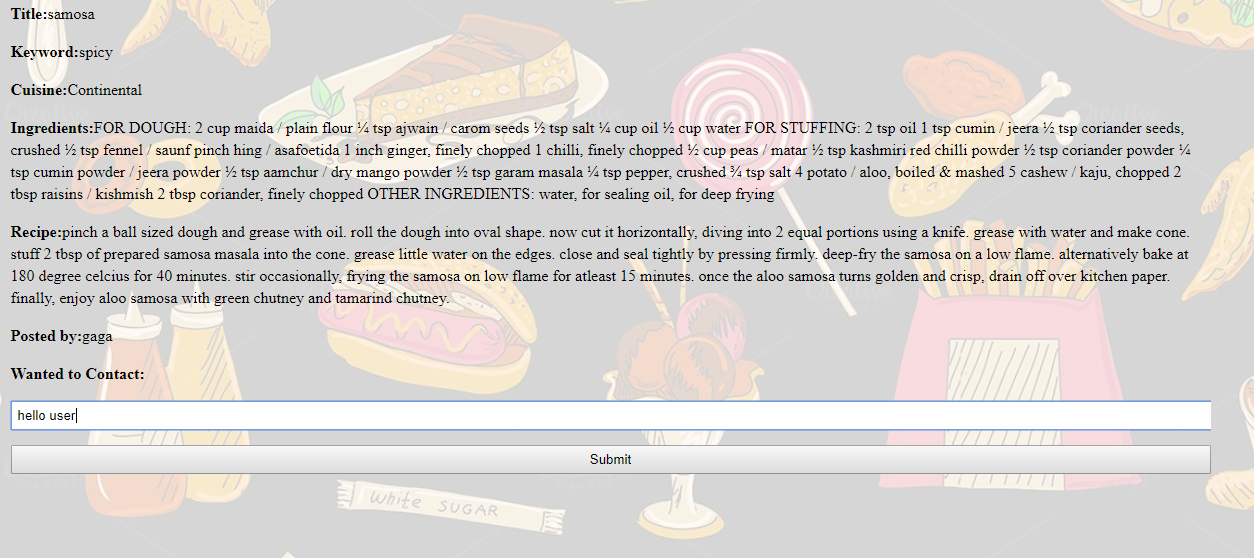 Title:samosa
Keyword:spicy
Cuisine:Continental
Ingredients:FOR DOUGH: 2 cup maida / plain flour ¼ tsp ajwain / carom seeds ½ tsp salt ¼ cup oil ½ cup water FOR STUFFING: 2 tsp oil 1 tsp cumin / jeera ½ tsp coriander seeds,
crushed ½ tsp fennel / saunf pinch hing / asafoetida 1 inch ginger, finely chopped 1 chilli, finely chopped ½ cup peas / matar ½ tsp kashmiri red chilli powder ½ tsp coriander powder ¼
tsp cumin powder / jeera powder ½ tsp aamchur / dry mango powder ½ tsp garam masala ¼ tsp pepper, crushed ¾ tsp salt 4 potato / aloo, boiled & mashed 5 cashew / kaju, chopped 2
tbsp raisins / kishmish 2 tbsp coriander, finely chopped OTHER INGREDIENTS: water, for sealing oil, for deep frying
Recipe:pinch a ball sized dough and grease with oil. roll the dough into oval shape. now cut it horizontally, diving into 2 equal portions using a knife. grease with water and make cone.
stuff 2 tbsp of prepared samosa masala into the cone. grease little water on the edges. close and seal tightly by pressing firmly. deep-fry the samosa on a low flame. alternatively bake at
180 degree celcius for 40 minutes. stir occasionally, frying the samosa on low flame for atleast 15 minutes. once the aloo samosa turns golden and crisp, drain off over kitchen paper.
finally, enjoy aloo samosa with green chutney and tamarind chutney.
Posted by:gaga
Wanted to Contact:
hello user
Submit
white SUGAR